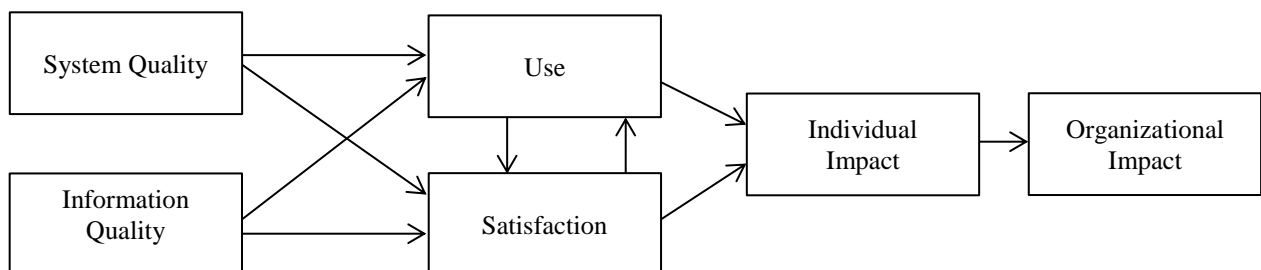 System Quality
Use
Individual
Impact
Organizational
Impact
Information
Quality
Satisfaction